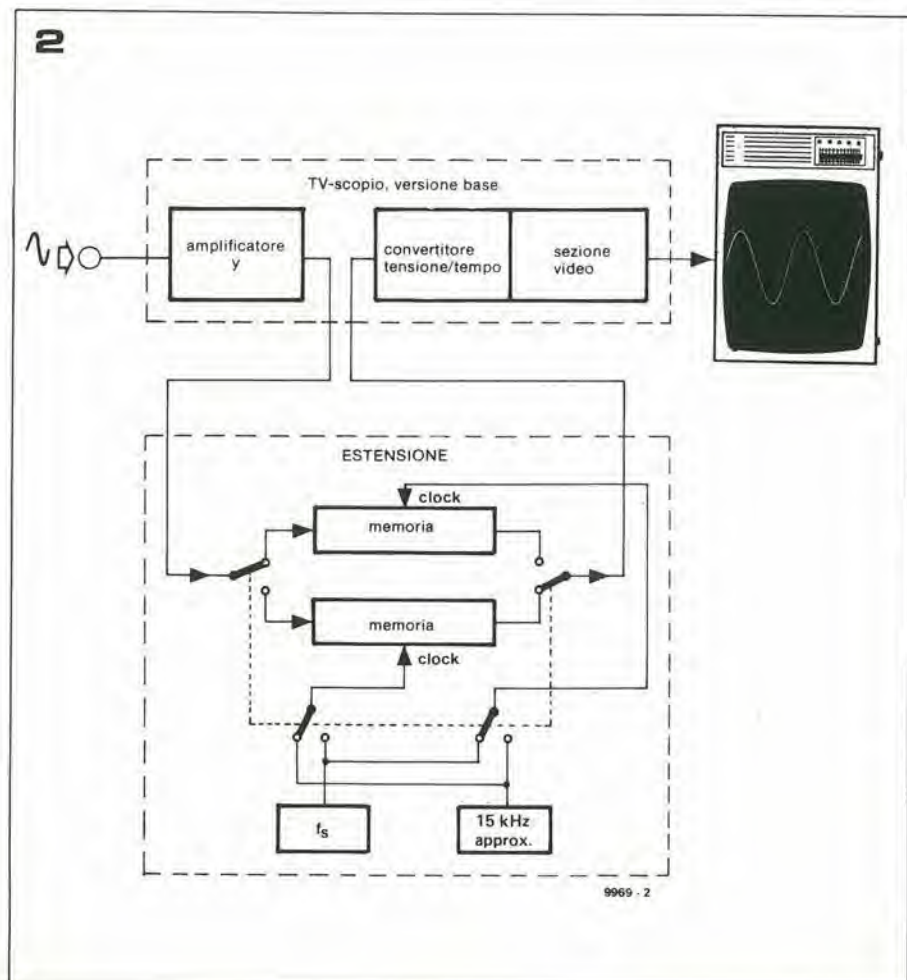 2
TV-scopio, versione base
amplificatore
y
convertitore
tensione/tempo
sezione
video
ESTENSIONE
clock
memoria
memoria
clock
fs
15 kHz
approx.
9969 - 2